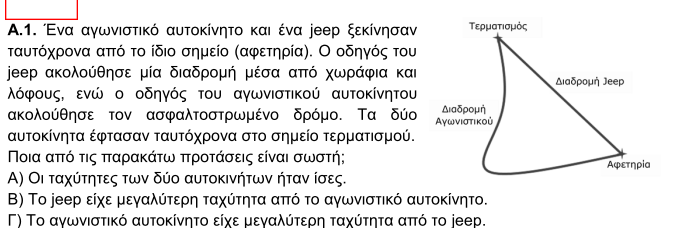 Α.1. Ένα αγωνιστικό αυτοκίνητο και ένα jeep ξεκίνησαν
ταυτόχρονα από το ίδιο σημείο (αφετηρία). Ο οδηγός του
jeep ακολούθησε μία διαδρομή μέσα από χωράφια και
λόφους, ενώ ο οδηγός του αγωνιστικού αυτοκινήτου
ακολούθησε τον ασφαλτοστρωμένο δρόμο. Τα δύο
αυτοκίνητα έφτασαν ταυτόχρονα στο σημείο τερματισμού.
Ποια από τις παρακάτω προτάσεις είναι σωστή;
Α) Οι ταχύτητες των δύο αυτοκινήτων ήταν ίσες.
Β) Το jeep είχε μεγαλύτερη ταχύτητα από το αγωνιστικό αυτοκίνητο.
Γ) Το αγωνιστικό αυτοκίνητο είχε μεγαλύτερη ταχύτητα από το jeep.
Τερματισμός
Διαδρομή Jeep
Διαδρομή
Αγωνιστικού
Αφετηρία